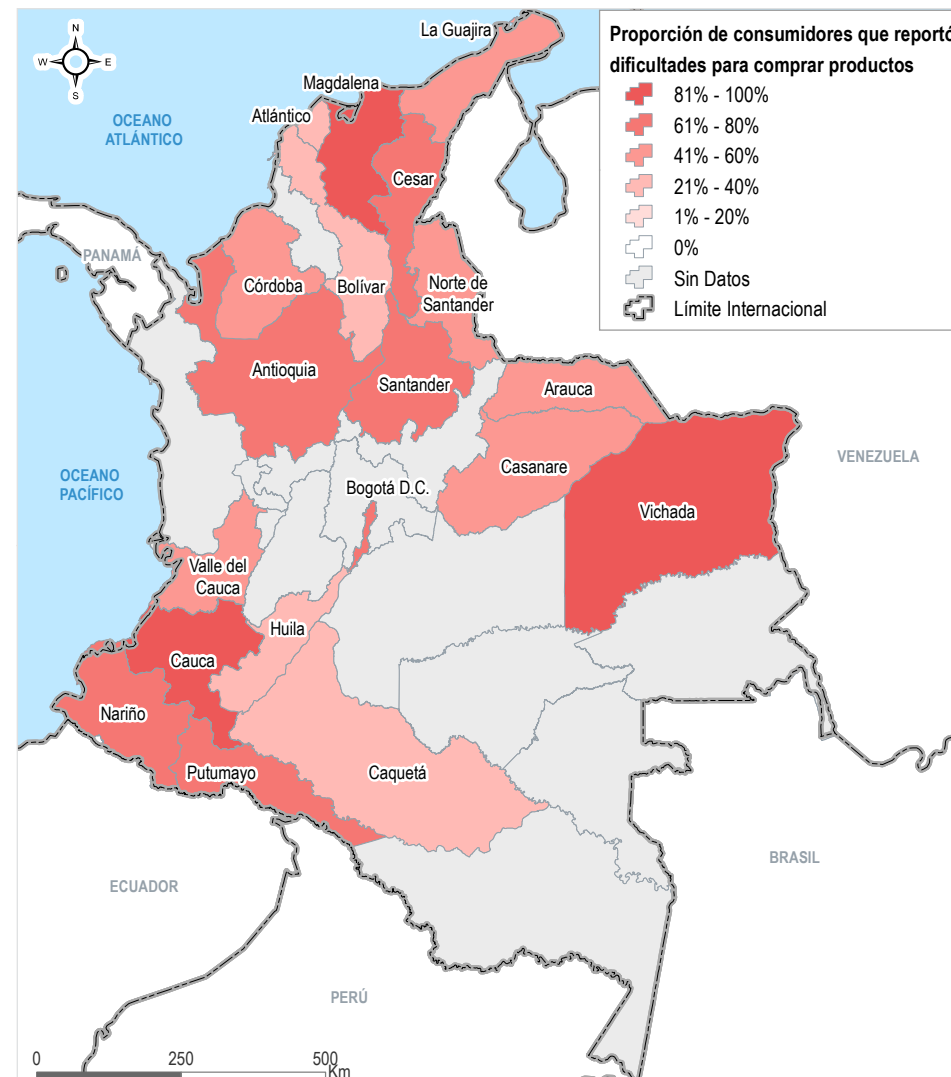 Proporción de consumidores que reportó
dificultades para comprar productos
81% - 100%
61% - 80%
41% - 60%
21% - 40%
1% - 20%
0%
Sin Datos
Límite Internacional
N
W
E
S
La Guajira
Magdalena
Atlántico
OCEANO
ATLÁNTICO
Cesar
PANAMÁ
Córdoba
Bolívar
Norte de
Santander
Antioquia
Santander
Arauca
VENEZUELA
OCEANO
PACÍFICO
Casanare
Bogotá D.C.
Vichada
Valle del
Cauca
Huila
Cauca
Nariño
Putumayo
Caquetá
ECUADOR
BRASIL
PERÚ
0
250
500
Km